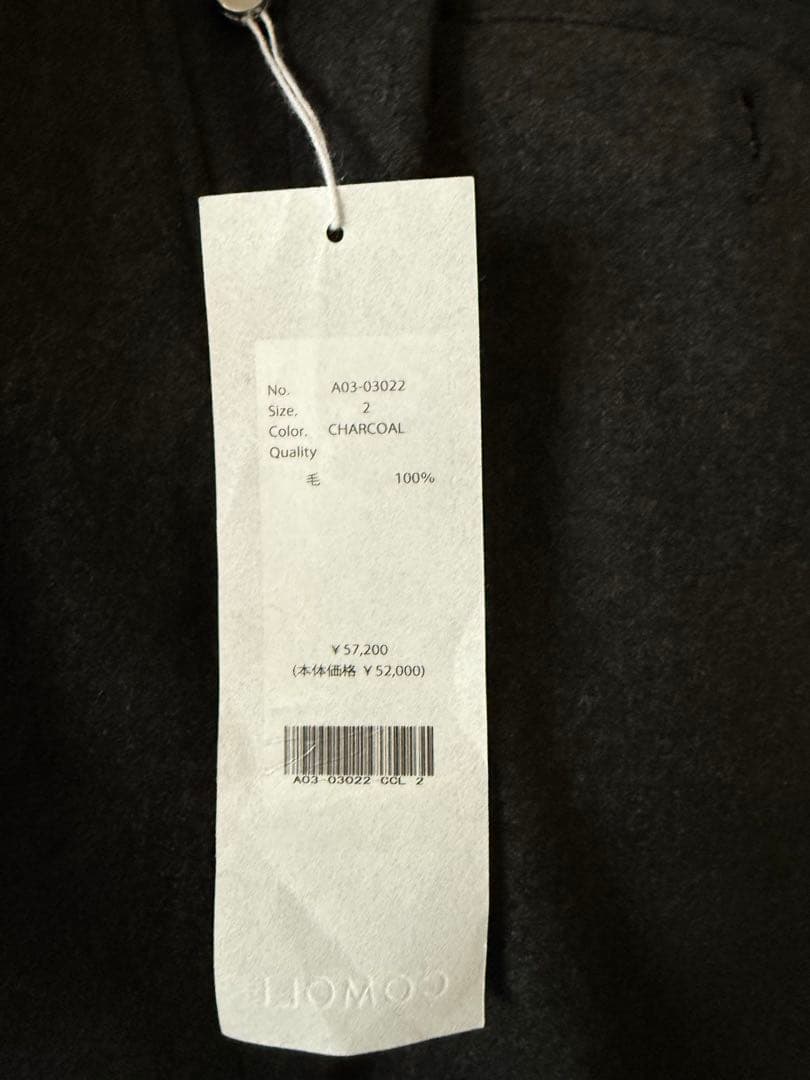 No. A03-03022
Size. 2
Color. CHARCOAL
Quality
毛 100%
¥57,200
(本体価格 ¥52,000)
A03-03022 CCL 2
COMOLI